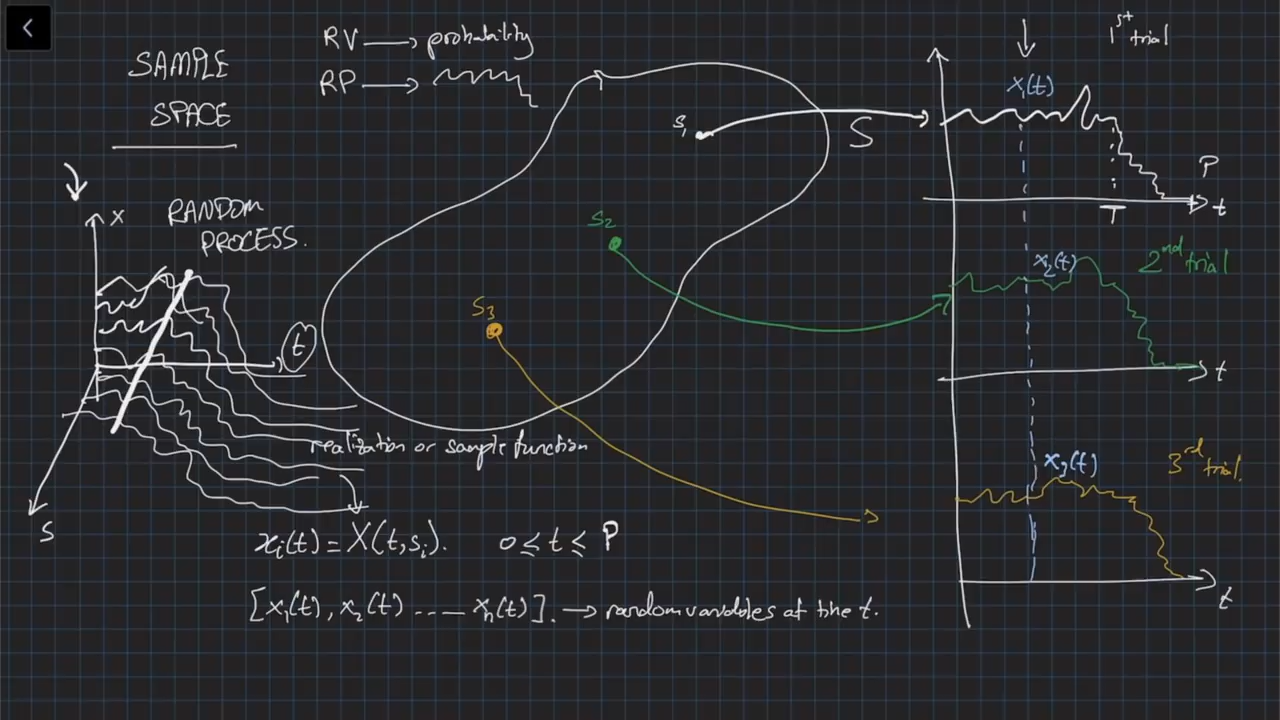 SAMPLE
SPACE
RV → probability
RP →
1st trial
x₁(t)
s₁
S
P
t
T
X
RANDOM
PROCESS.
S₂
x₂(t)
2nd trial
t
S₃
t
x₃(t)
3rd trial.
realization or sample function
S
xᵢ(t) = X(t, sᵢ). 0 ≤ t ≤ P
t
[x₁(t), x₂(t) ----- xₙ(t)]. → random variables at time t.